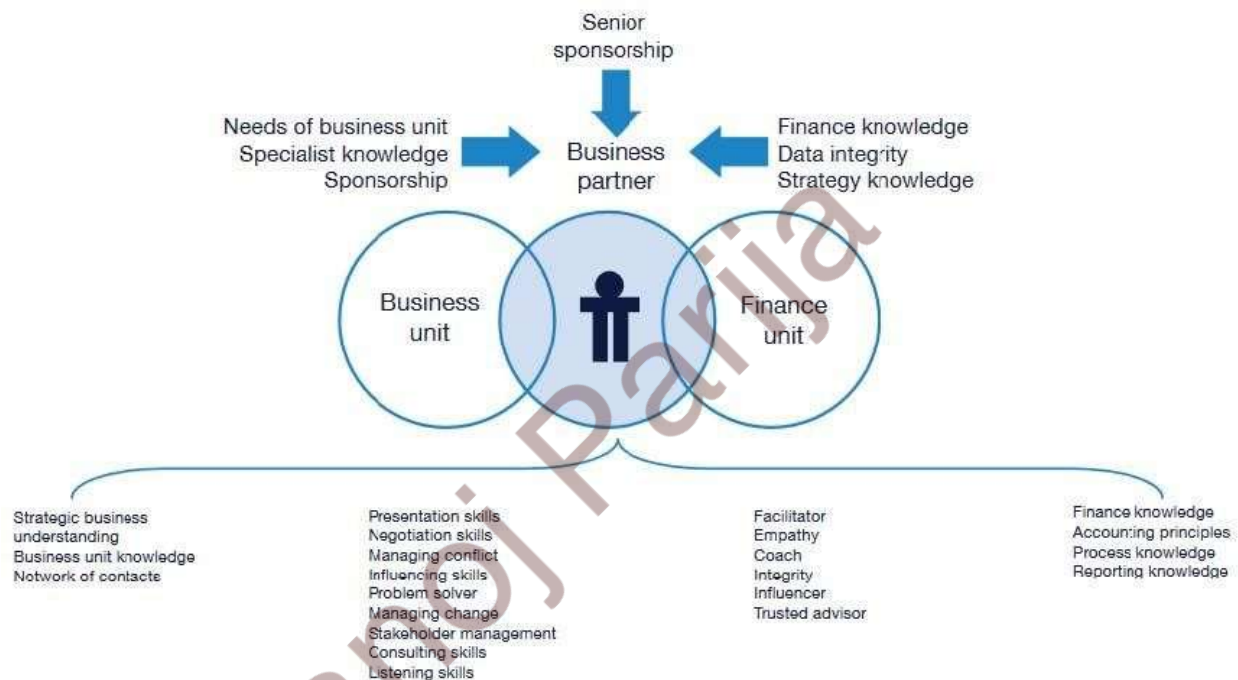 Senior
sponsorship
Needs of business unit
Specialist knowledge
Sponsorship
Business
partner
Finance knowledge
Data integrity
Strategy knowledge
Business
unit
Finance
unit
Strategic business
understanding
Business unit knowledge
Network of contacts
Presentation skills
Negotiation skills
Managing conflict
Influencing skills
Problem solver
Managing change
Stakeholder management
Consulting skills
Listening skills
Facilitator
Empathy
Coach
Integrity
Influencer
Trusted advisor
Finance knowledge
Accounting principles
Process knowledge
Reporting knowledge
noj Parija